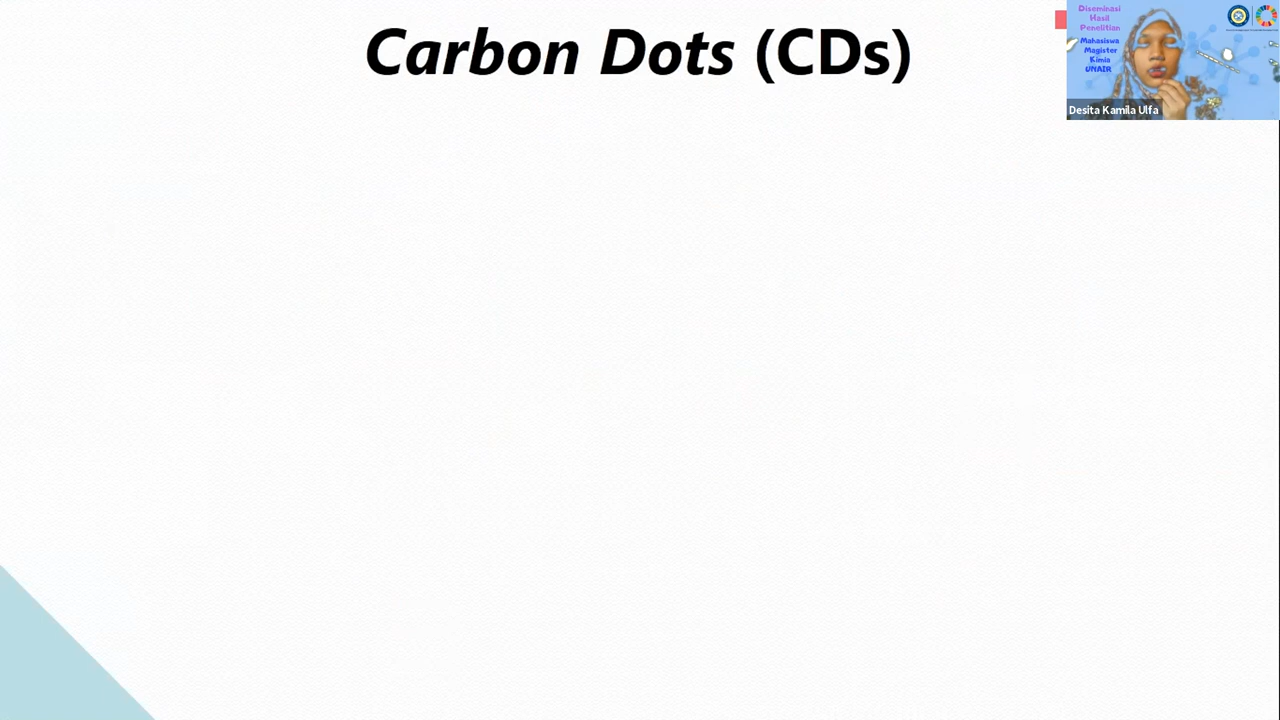 Carbon Dots (CDs)
Diseminasi
Hasil
Penelitian
Mahasiswa
Magister
Kimia
UNAIR
Desita Kamila Ulfa